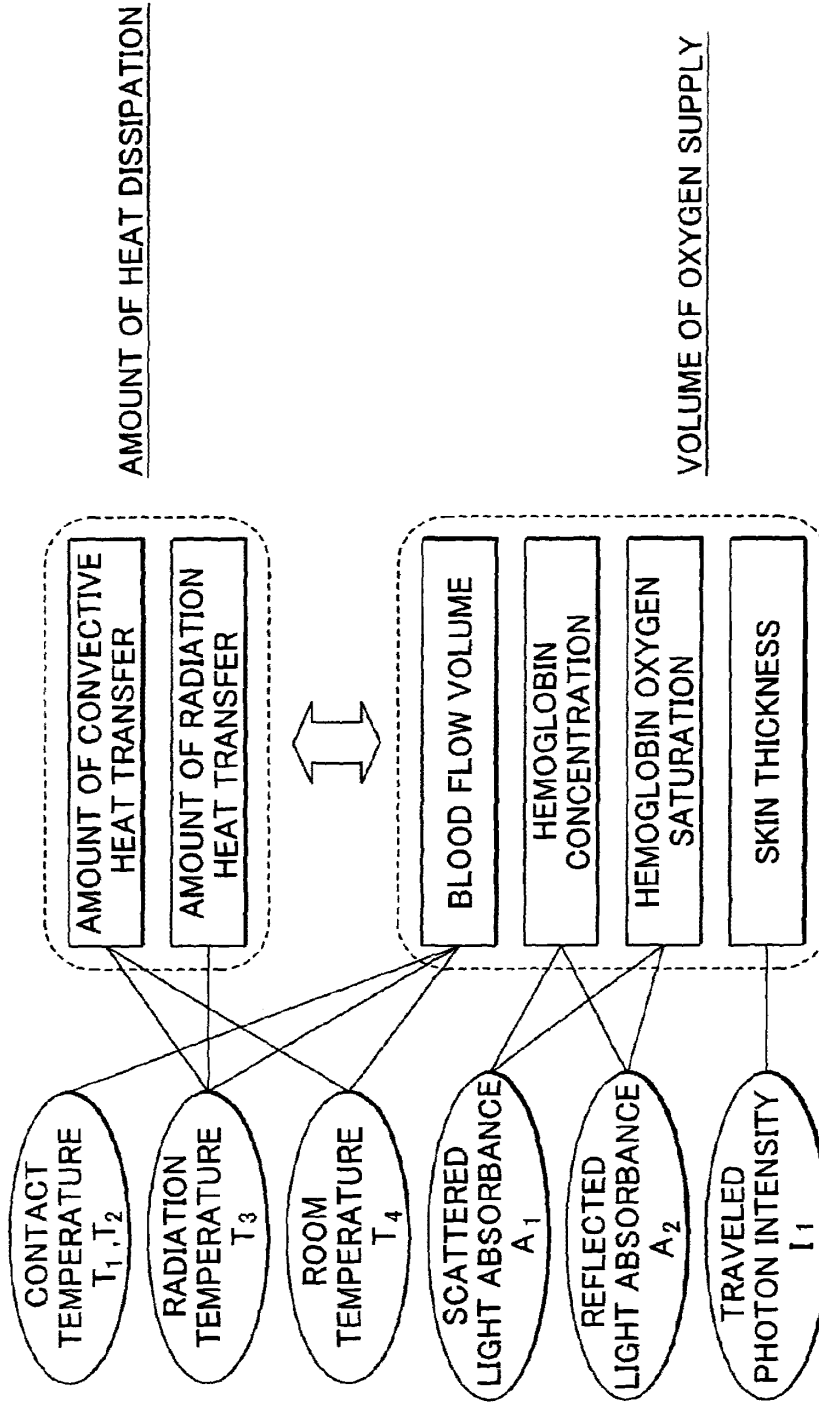 CONTACT
TEMPERATURE
T1 ,T2
RADIATION
TEMPERATURE
T3
ROOM
TEMPERATURE
T4
SCATTERED
LIGHT ABSORBANCE
A1
REFLECTED
LIGHT ABSORBANCE
A2
TRAVELED
PHOTON INTENSITY
I1
AMOUNT OF CONVECTIVE
HEAT TRANSFER
AMOUNT OF RADIATION
HEAT TRANSFER
BLOOD FLOW VOLUME
HEMOGLOBIN
CONCENTRATION
HEMOGLOBIN OXYGEN
SATURATION
SKIN THICKNESS
AMOUNT OF HEAT DISSIPATION
VOLUME OF OXYGEN SUPPLY